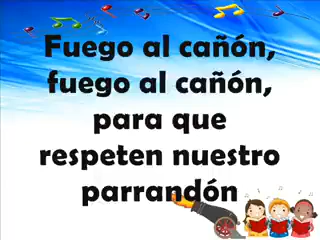 Fuego al cañón,
fuego al cañón,
para que
respeten nuestro
parrandón